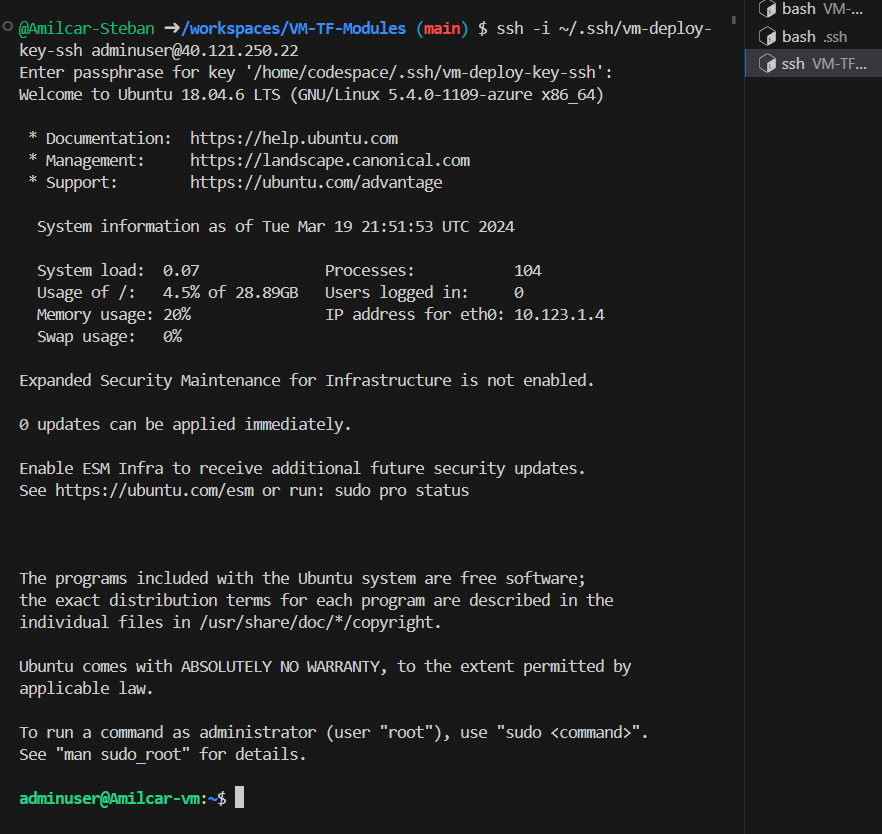 @Amilcar-Steban ➜/workspaces/VM-TF-Modules (main) $ ssh -i ~/.ssh/vm-deploy-
key-ssh adminuser@40.121.250.22
Enter passphrase for key '/home/codespace/.ssh/vm-deploy-key-ssh':
Welcome to Ubuntu 18.04.6 LTS (GNU/Linux 5.4.0-1109-azure x86_64)
* Documentation:  https://help.ubuntu.com
* Management:     https://landscape.canonical.com
* Support:        https://ubuntu.com/advantage
System information as of Tue Mar 19 21:51:53 UTC 2024
System load:  0.07              Processes:           104
Usage of /:   4.5% of 28.89GB   Users logged in:     0
Memory usage: 20%               IP address for eth0: 10.123.1.4
Swap usage:   0%
Expanded Security Maintenance for Infrastructure is not enabled.
0 updates can be applied immediately.
Enable ESM Infra to receive additional future security updates.
See https://ubuntu.com/esm or run: sudo pro status
The programs included with the Ubuntu system are free software;
the exact distribution terms for each program are described in the
individual files in /usr/share/doc/*/copyright.
Ubuntu comes with ABSOLUTELY NO WARRANTY, to the extent permitted by
applicable law.
To run a command as administrator (user "root"), use "sudo <command>".
See "man sudo_root" for details.
adminuser@Amilcar-vm:~$
bash VM-...
bash .ssh
ssh VM-TF...